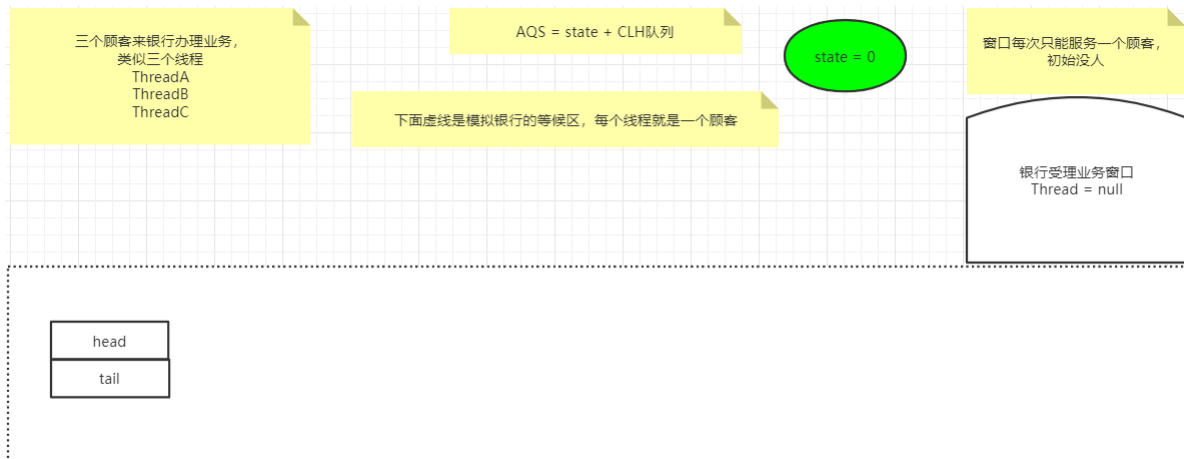 三个顾客来银行办理业务，
类似三个线程
ThreadA
ThreadB
ThreadC
AQS = state + CLH队列
下面虚线是模拟银行的等候区，每个线程就是一个顾客
state = 0
窗口每次只能服务一个顾客，
初始没人
银行受理业务窗口
Thread = null
head
tail